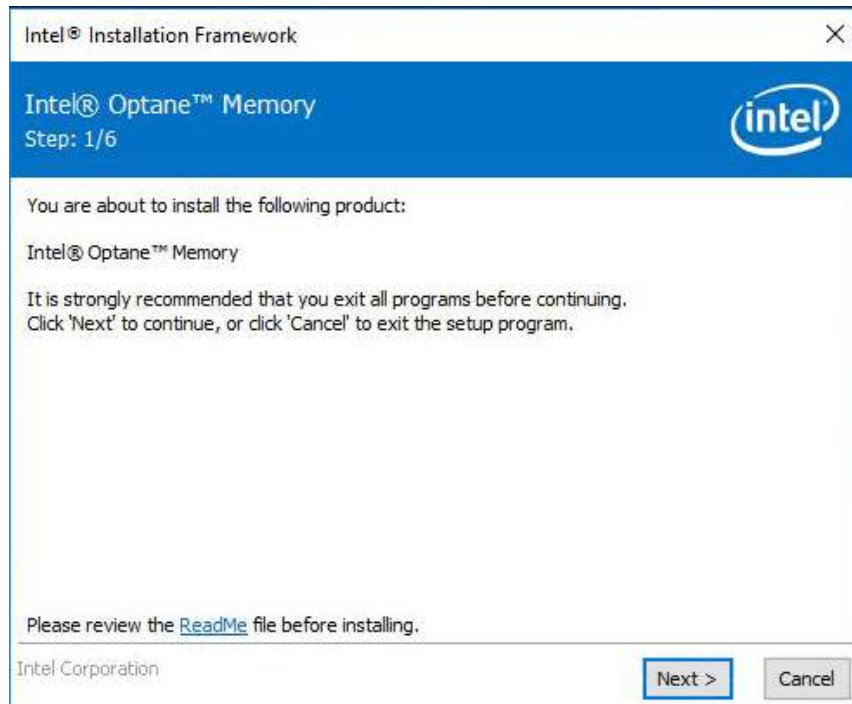 Intel® Installation Framework
Intel® Optane™ Memory
intel
Step: 1/6
You are about to install the following product:
Intel® Optane™ Memory
It is strongly recommended that you exit all programs before continuing.
Click 'Next' to continue, or click 'Cancel' to exit the setup program.
Please review the ReadMe file before installing.
Intel Corporation
Next >
Cancel